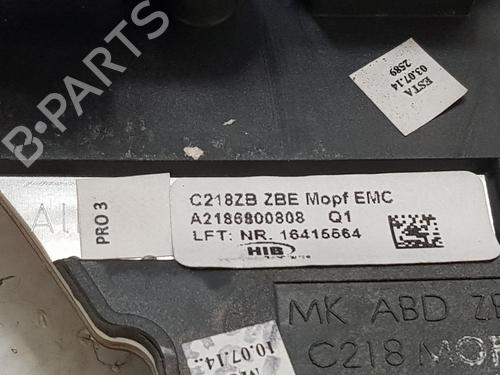 B-PARTS
ESTA
03.07.14
2589
PRO 3
C218ZB ZBE Mopf EMC
A2186800808 Q1
LFT: NR. 16415564
HIB
MK ABD ZB
C218 MOP
10.07.14..